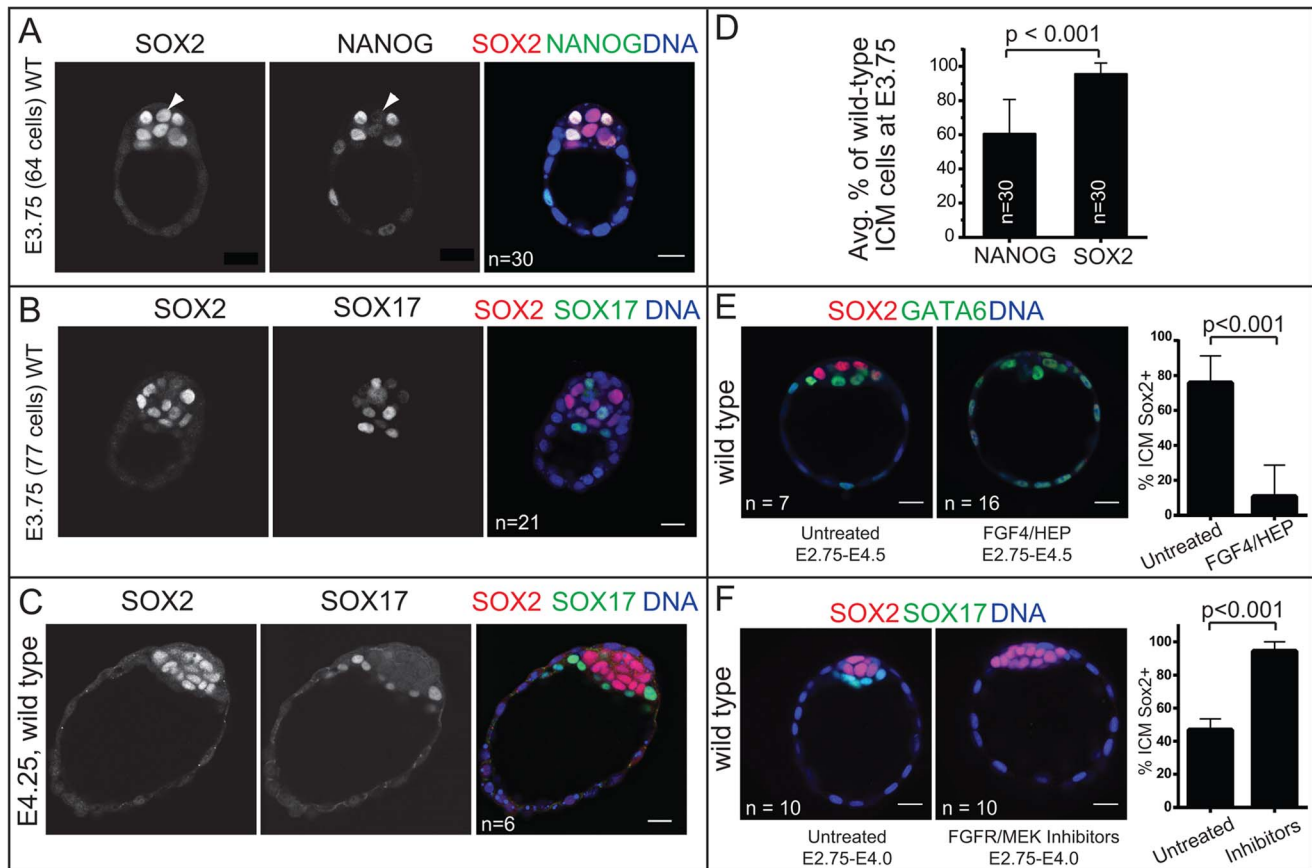 A
SOX2
NANOG
SOX2 NANOG DNA
E3.75 (64 cells) WT
n=30
B
SOX2
SOX17
SOX2 SOX17 DNA
E3.75 (77 cells) WT
n=21
C
SOX2
SOX17
SOX2 SOX17 DNA
E4.25, wild type
n=6
D
p < 0.001
Avg. % of wild-type
ICM cells at E3.75
100
80
60
40
20
0
n=30
n=30
NANOG
SOX2
E
SOX2 GATA6 DNA
wild type
n = 7
n = 16
Untreated
E2.75-E4.5
FGF4/HEP
E2.75-E4.5
p<0.001
% ICM Sox2+
100
80
60
40
20
0
Untreated
FGF4/HEP
F
SOX2 SOX17 DNA
wild type
n = 10
n = 10
Untreated
E2.75-E4.0
FGFR/MEK Inhibitors
E2.75-E4.0
p<0.001
% ICM Sox2+
100
80
60
40
20
0
Untreated
Inhibitors